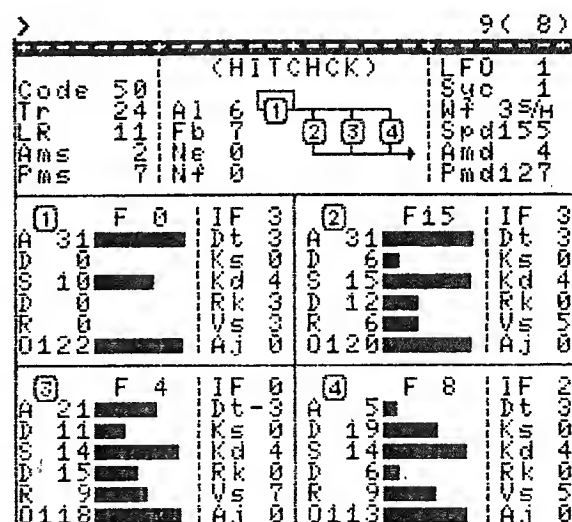 > 9( 8)
(HITCHCK)
Code 50
Tr 24
LR 11
Ams 2
Pms 7
Al 6
Fb 7
Ne 0
Nf 0
1
2 3 4
LFO 1
Syc 1
Wf 3S/H
Spd155
Amd 4
Pmd127
1 F 0 IF 3
A 31 Dt 3
D 0 Ks 0
S 10 Kd 4
D 0 Rk 3
R 0 Vs 3
O122 Aj 0
2 F15 IF 3
A 31 Dt 3
D 6 Ks 0
S 15 Kd 4
D 12 Rk 0
R 6 Vs 5
O120 Aj 0
3 F 4 IF 0
A 21 Dt-3
D 11 Ks 0
S 14 Kd 4
D 15 Rk 0
R 9 Vs 7
O118 Aj 0
4 F 8 IF 2
A 5 Dt 3
D 19 Ks 0
S 14 Kd 4
D 6 Rk 0
R 9 Vs 5
O113 Aj 0